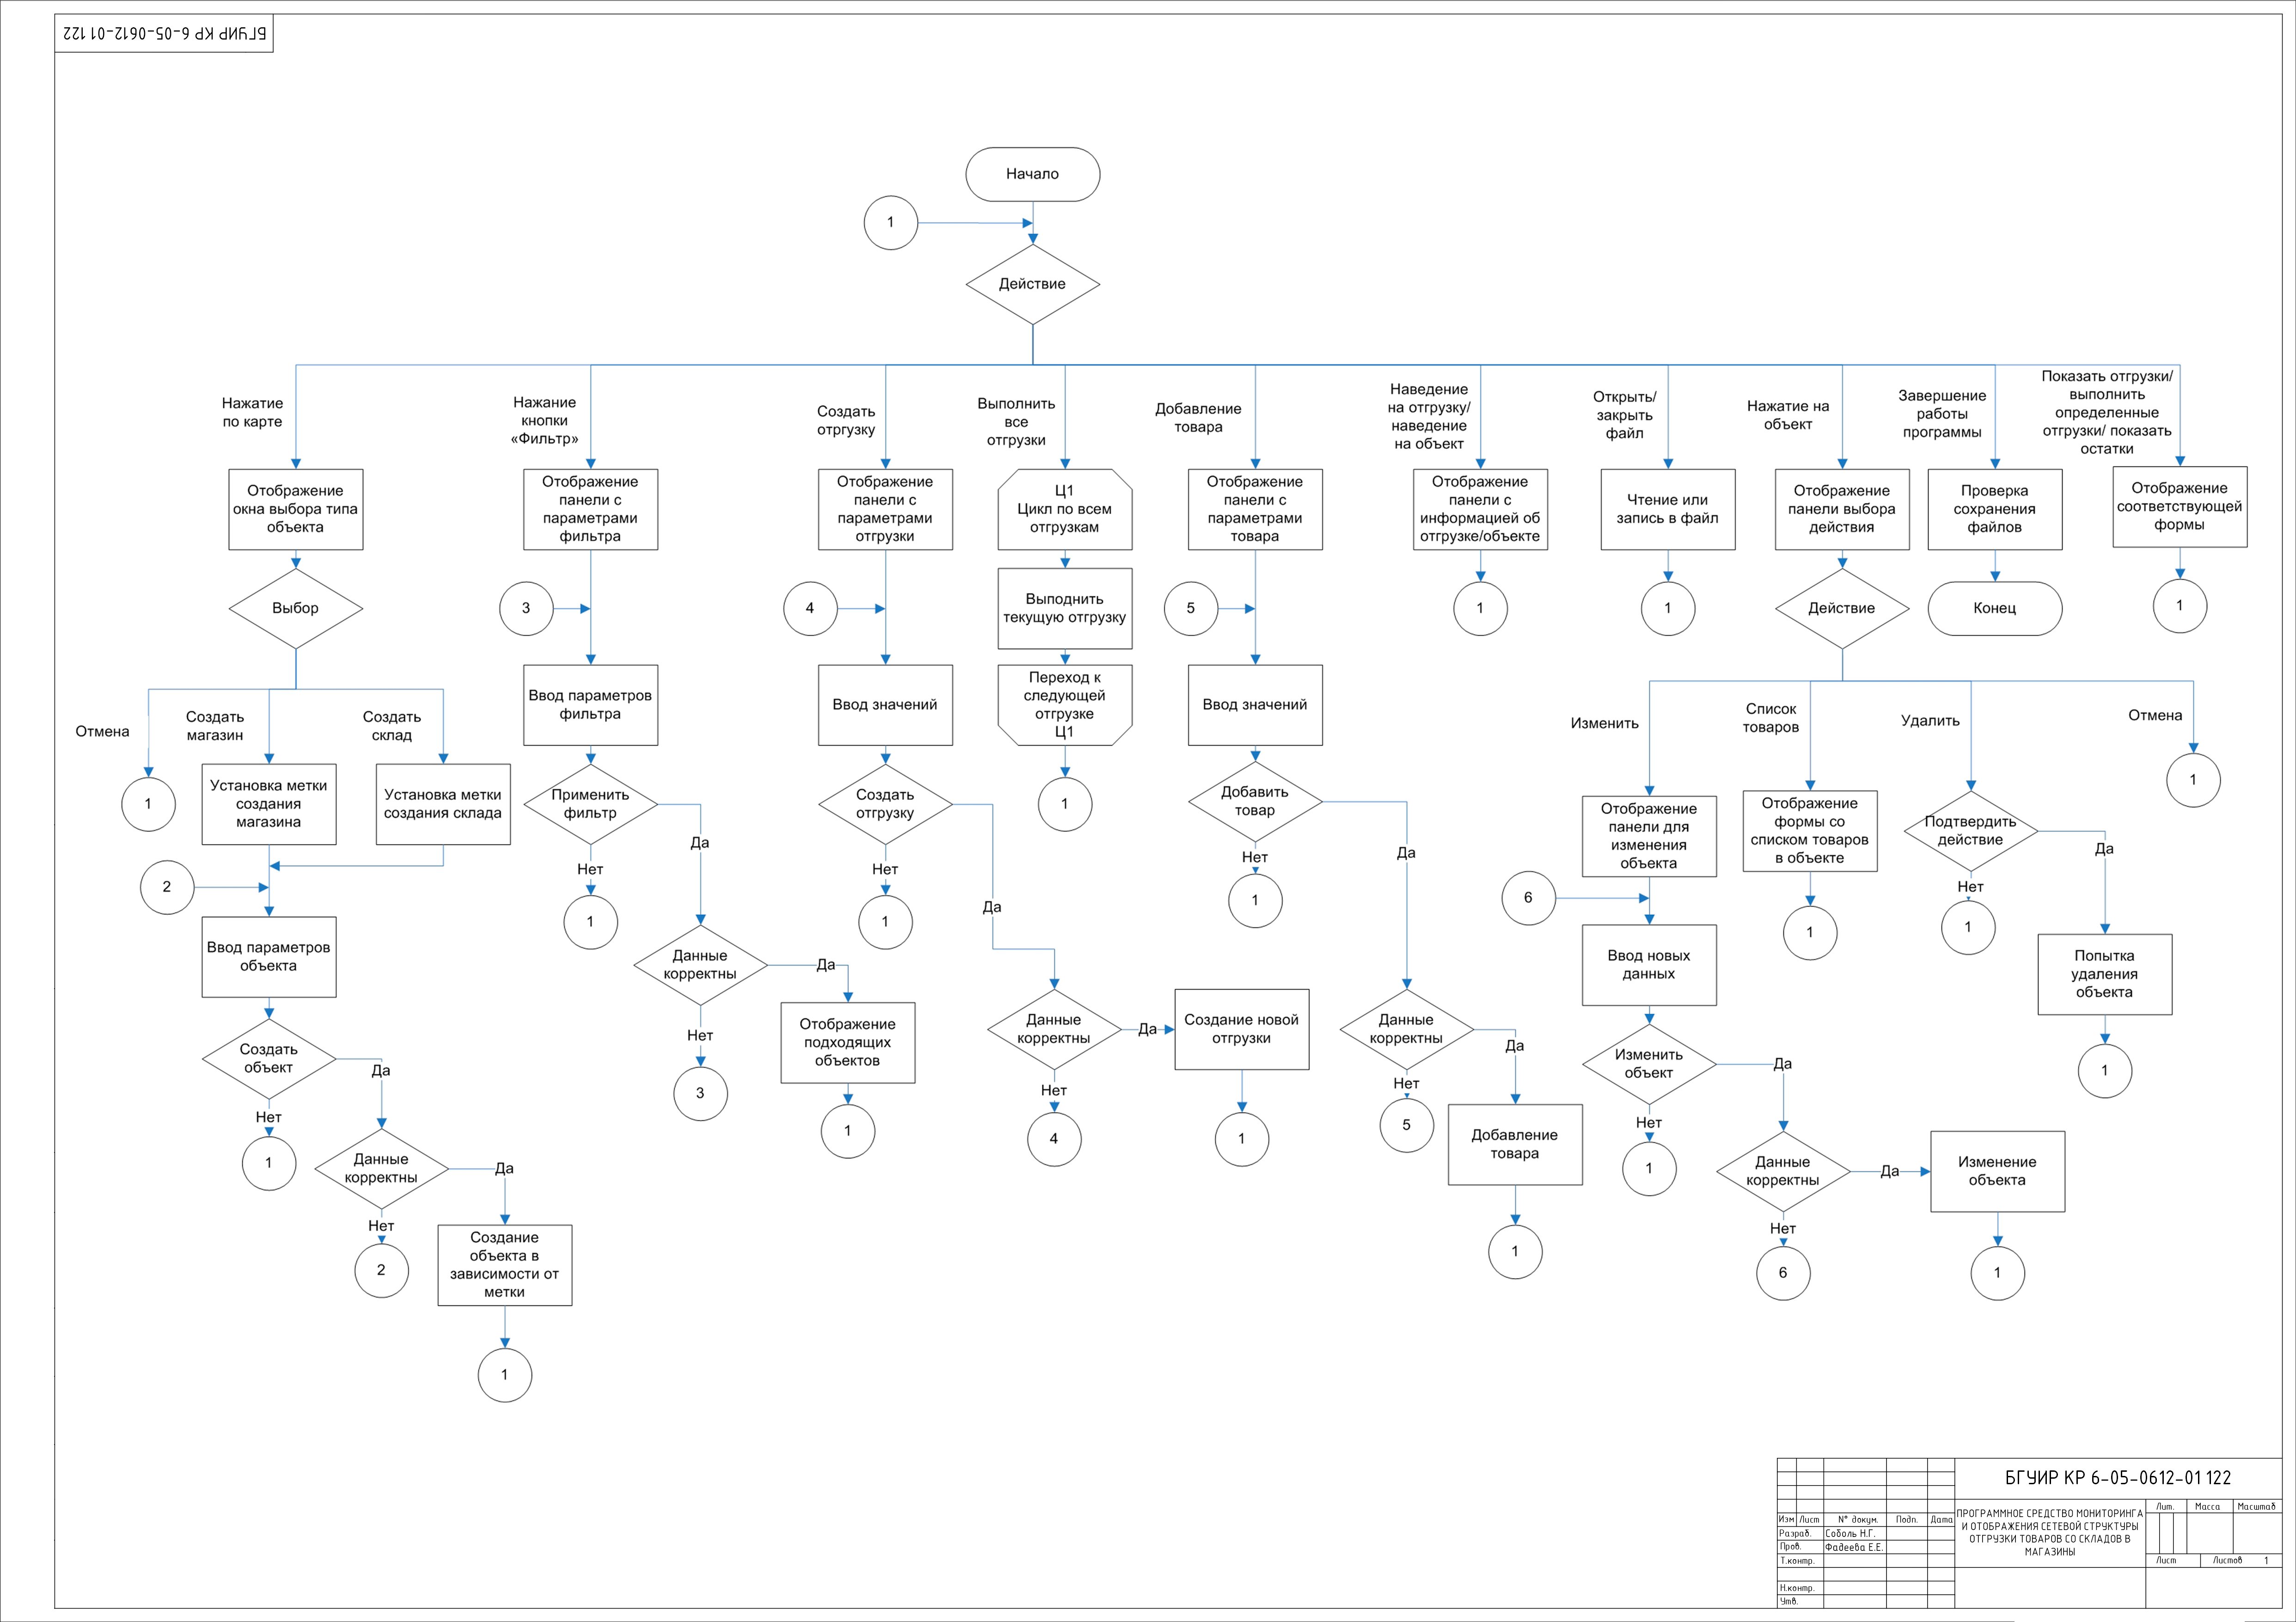 БГУИР КР 6-05-0612-01 122
Начало
1
Действие
Нажатие
по карте
Нажание
кнопки
«Фильтр»
Создать
отргузку
Выполнить
все
отгрузки
Добавление
товара
Наведение
на отгрузку/
наведение
на объект
Открыть/
закрыть
файл
Нажатие на
объект
Завершение
работы
программы
Показать отгрузки/
выполнить
определенные
отгрузки/ показать
остатки
Отображение
окна выбора типа
объекта
Отображение
панели с
параметрами
фильтра
Отображение
панели с
параметрами
отгрузки
Ц1
Цикл по всем
отгрузкам
Отображение
панели с
параметрами
товара
Отображение
панели с
информацией об
отгрузке/объекте
Чтение или
запись в файл
Отображение
панели выбора
действия
Проверка
сохранения
файлов
Отображение
соответствующей
формы
Выбор
3
4
Выподнить
текущую отгрузку
5
1
1
Действие
Конец
1
Отмена
Создать
магазин
Создать
склад
Ввод параметров
фильтра
Ввод значений
Переход к
следующей
отгрузке
Ц1
Ввод значений
Изменить
Список
товаров
Удалить
Отмена
1
Установка метки
создания
магазина
Установка метки
создания склада
Применить
фильтр
Да
Нет
1
Создать
отгрузку
Да
Нет
1
1
Добавить
товар
Да
Нет
1
Отображение
панели для
изменения
объекта
Отображение
формы со
списком товаров
в объекте
Подтвердить
действие
Да
Нет
1
1
2
6
1
Ввод параметров
объекта
Данные
корректны
Да
Нет
3
Отображение
подходящих
объектов
1
Данные
корректны
Да
Нет
4
Создание новой
отгрузки
1
Данные
корректны
Да
Нет
5
Добавление
товара
1
Ввод новых
данных
Попытка
удаления
объекта
1
Создать
объект
Да
Нет
1
Изменить
объект
Да
Нет
1
Данные
корректны
Да
Нет
2
Данные
корректны
Да
Нет
6
Изменение
объекта
1
Создание
объекта в
зависимости от
метки
1
БГУИР КР 6-05-0612-01 122
ПРОГРАММНОЕ СРЕДСТВО МОНИТОРИНГА
И ОТОБРАЖЕНИЯ СЕТЕВОЙ СТРУКТУРЫ
ОТГРУЗКИ ТОВАРОВ СО СКЛАДОВ В
МАГАЗИНЫ
Лит. Масса Масштаб
Изм Лист N° докум. Подп. Дата
Разраб. Соболь Н.Г.
Пров. Фадеева Е.Е.
Т.контр.
Лист Листов 1
Н.контр.
Утв.